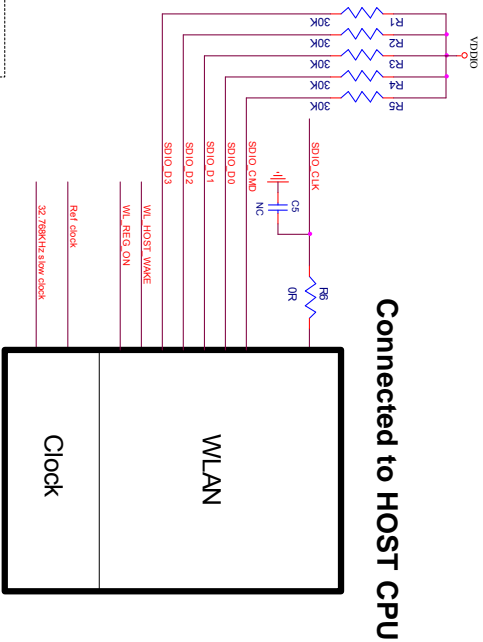 Connected to HOST CPU
VDDIO
R1
30K
R2
30K
R3
30K
R4
30K
R5
30K
SDIO_CLK
C5
NC
R6
0R
SDIO_CMD
SDIO_D0
SDIO_D1
SDIO_D2
SDIO_D3
WL_HOST_WAKE
WL_REG_ON
Ref clock
32.768KHz slow clock
WLAN
Clock